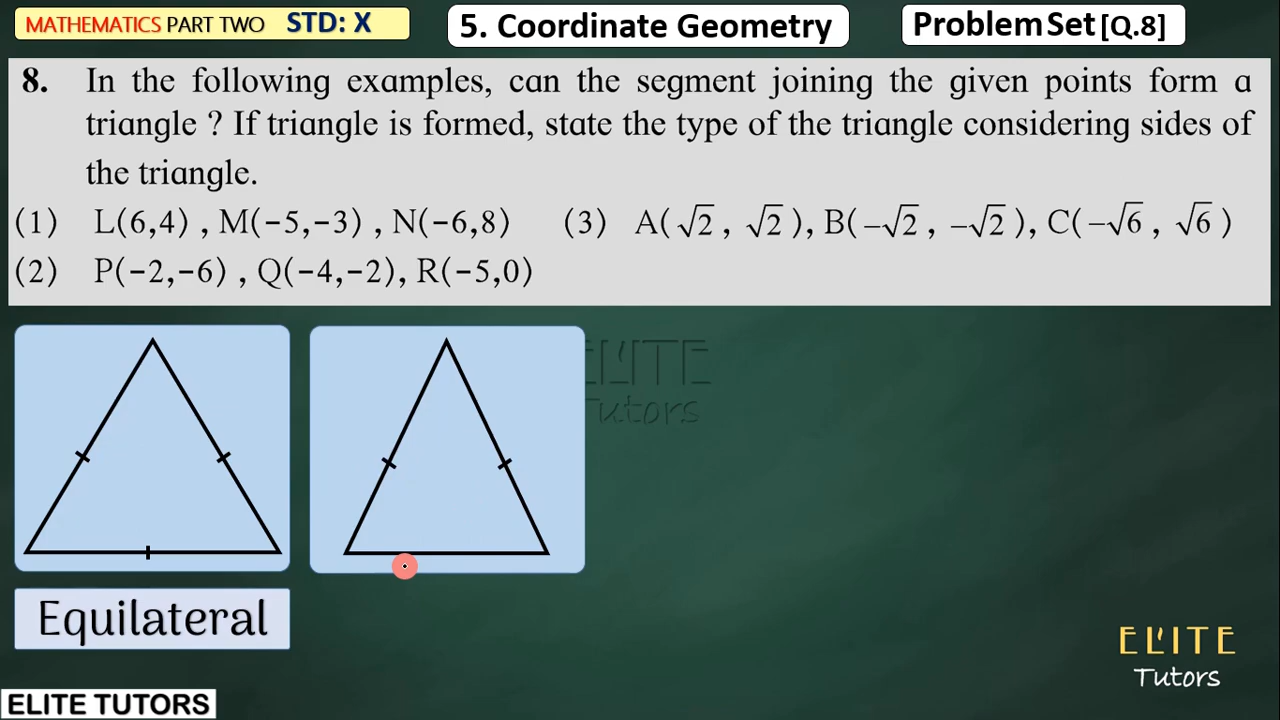 MATHEMATICS PART TWO STD: X
5. Coordinate Geometry
Problem Set [Q.8]
8. In the following examples, can the segment joining the given points form a
triangle ? If triangle is formed, state the type of the triangle considering sides of
the triangle.
(1) L(6,4) , M(−5,−3) , N(−6,8) (3) A(√2 , √2 ), B(−√2 , −√2 ), C(−√6 , √6 )
(2) P(−2,−6) , Q(−4,−2), R(−5,0)
ELITE
Tutors
Equilateral
ELITE
Tutors
ELITE TUTORS